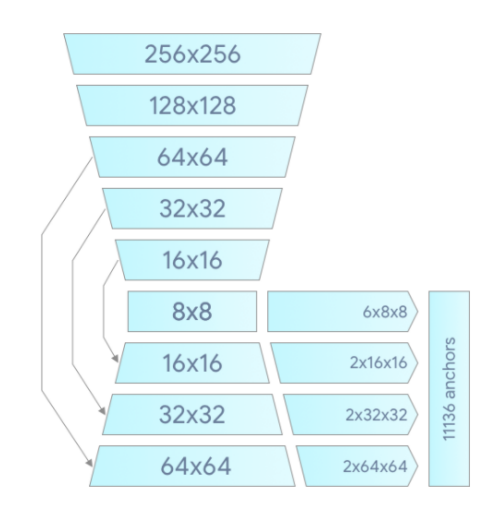 256x256
128x128
64x64
32x32
16x16
8x8
6x8x8
16x16
2x16x16
32x32
2x32x32
64x64
2x64x64
11136 anchors